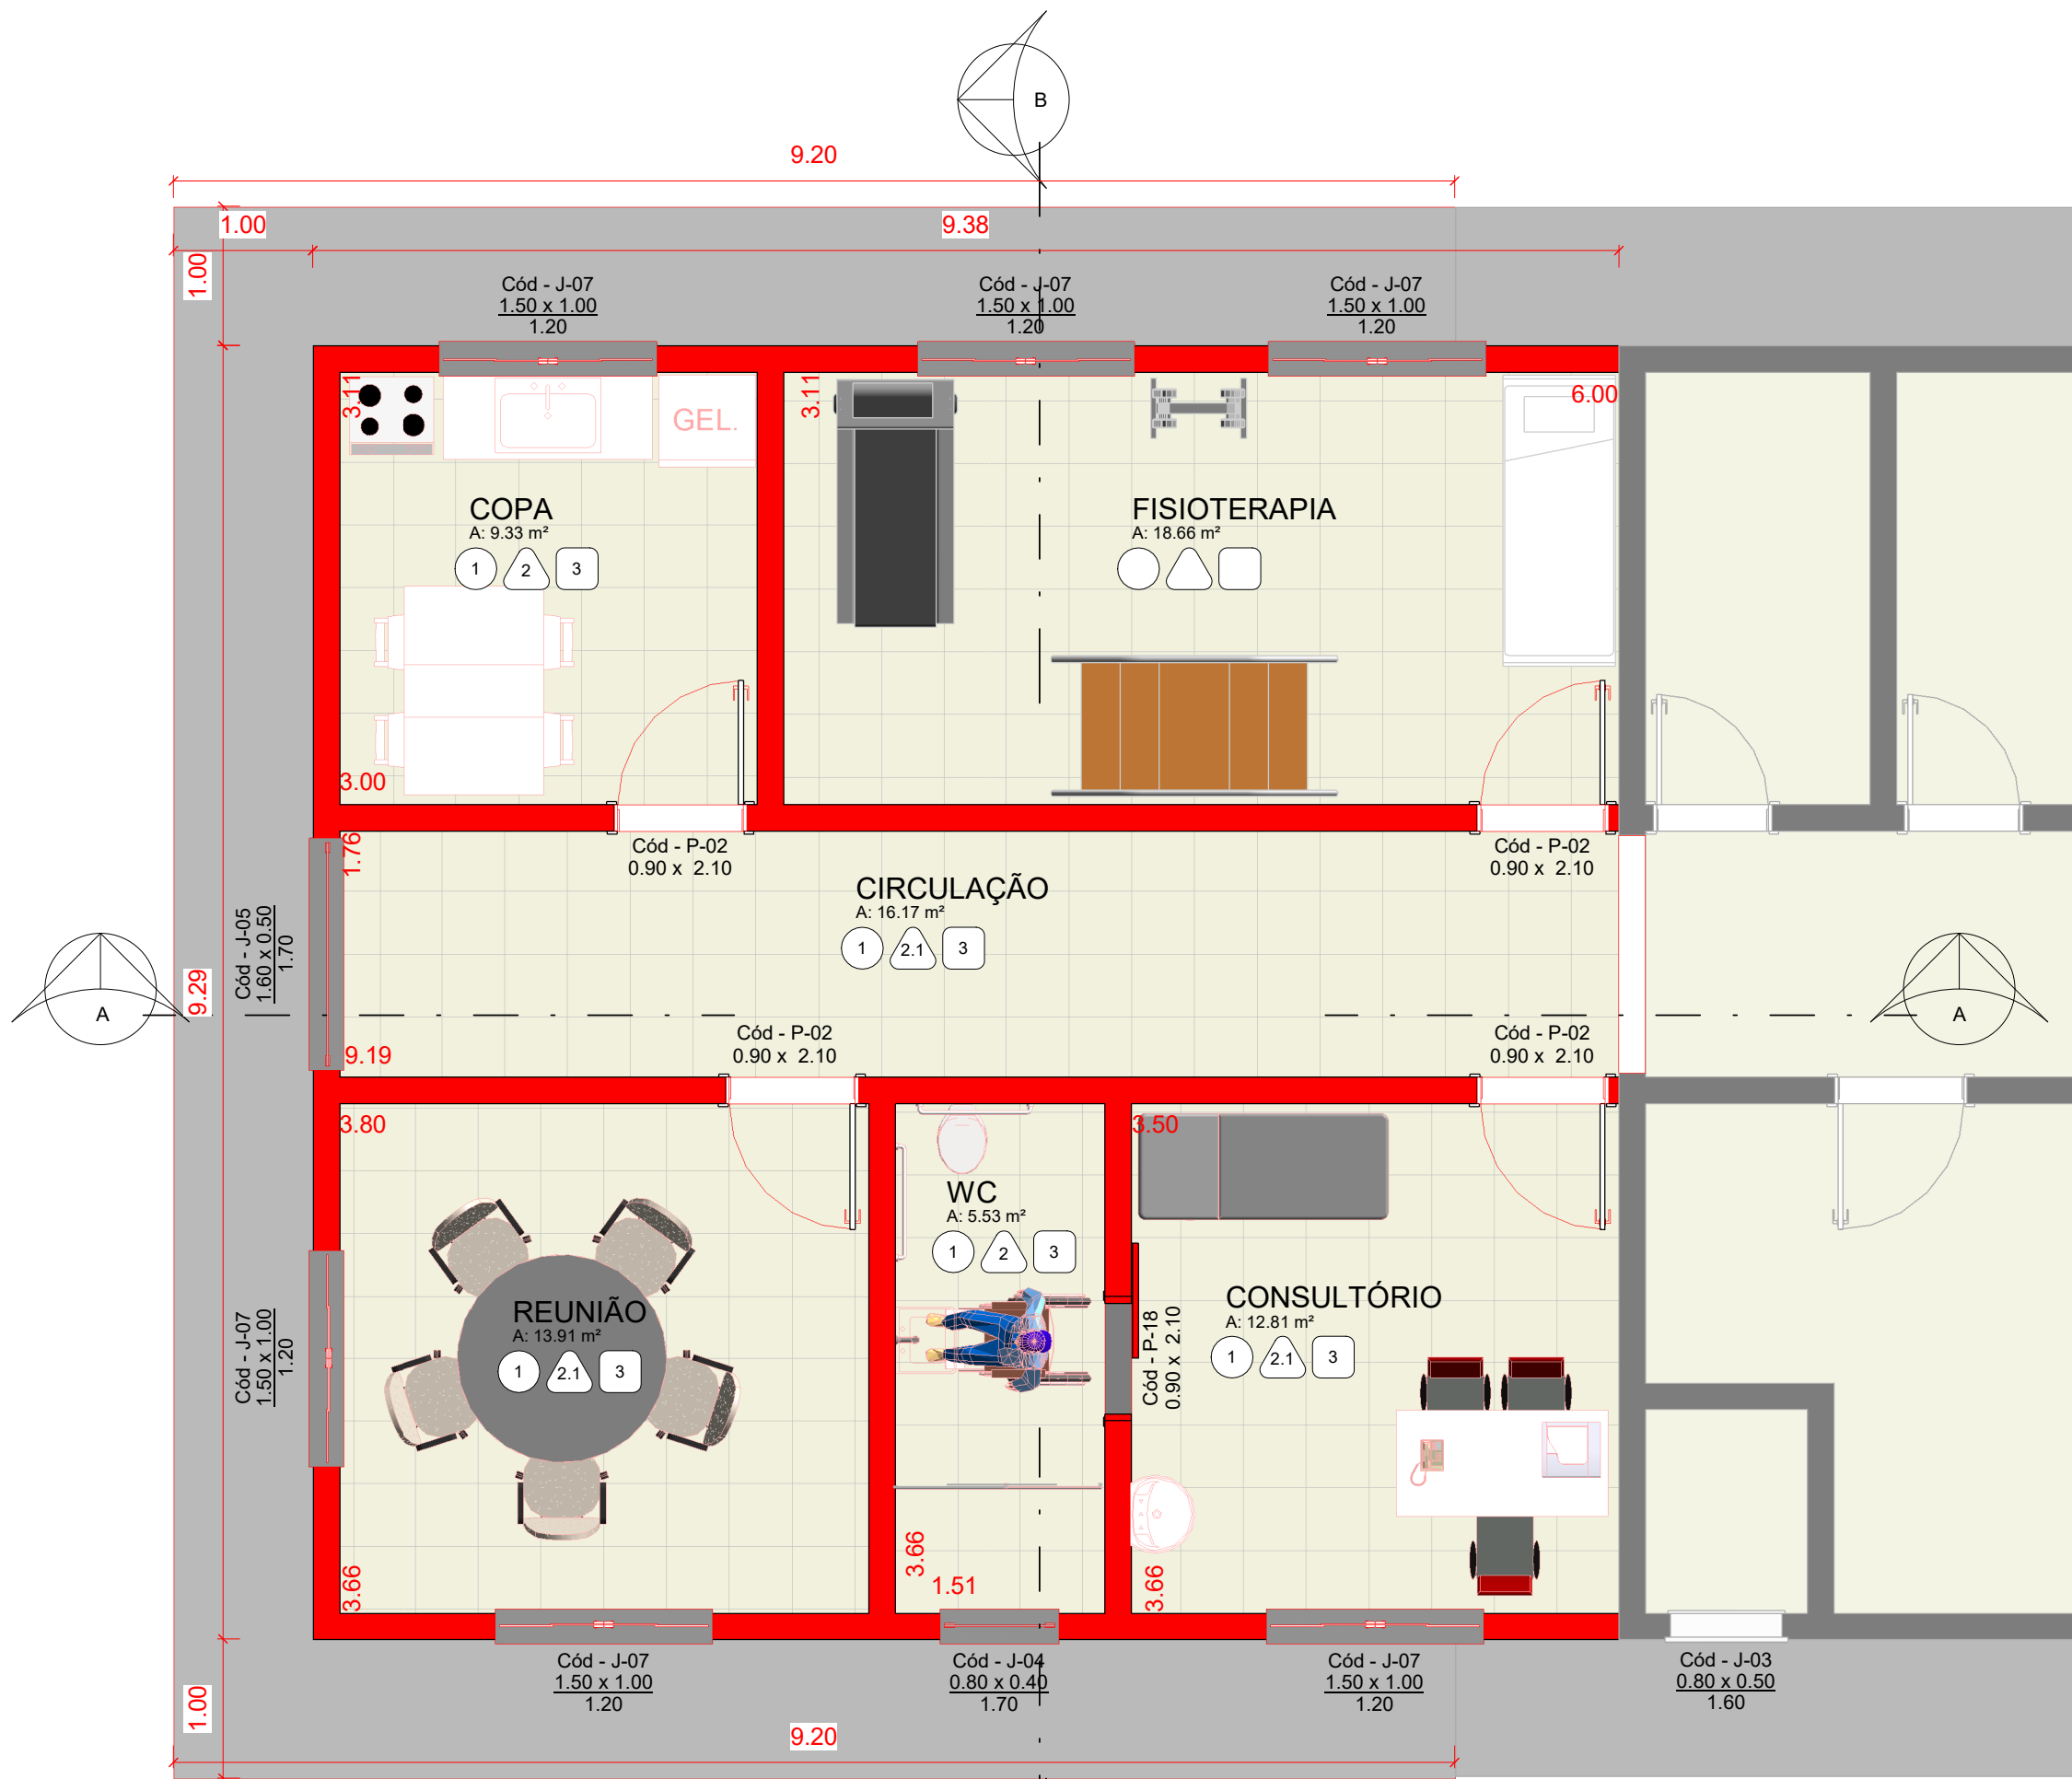 B
9.20
1.00
9.38
1.00
Cód - J-07
1.50 x 1.00
1.20
Cód - J-07
1.50 x 1.00
1.20
Cód - J-07
1.50 x 1.00
1.20
3.11
GEL.
3.11
6.00
COPA
A: 9.33 m²
1
2
3
FISIOTERAPIA
A: 18.66 m²
3.00
1.76
Cód - P-02
0.90 x 2.10
Cód - P-02
0.90 x 2.10
CIRCULAÇÃO
A: 16.17 m²
1
2.1
3
Cód - J-05
1.60 x 0.50
1.70
9.29
A
A
9.19
Cód - P-02
0.90 x 2.10
Cód - P-02
0.90 x 2.10
3.80
3.50
WC
A: 5.53 m²
1
2
3
REUNIÃO
A: 13.91 m²
1
2.1
3
CONSULTÓRIO
A: 12.81 m²
1
2.1
3
Cód - P-18
0.90 x 2.10
Cód - J-07
1.50 x 1.00
1.20
3.66
3.66
1.51
3.66
Cód - J-07
1.50 x 1.00
1.20
Cód - J-04
0.80 x 0.40
1.70
Cód - J-07
1.50 x 1.00
1.20
Cód - J-03
0.80 x 0.50
1.60
1.00
9.20